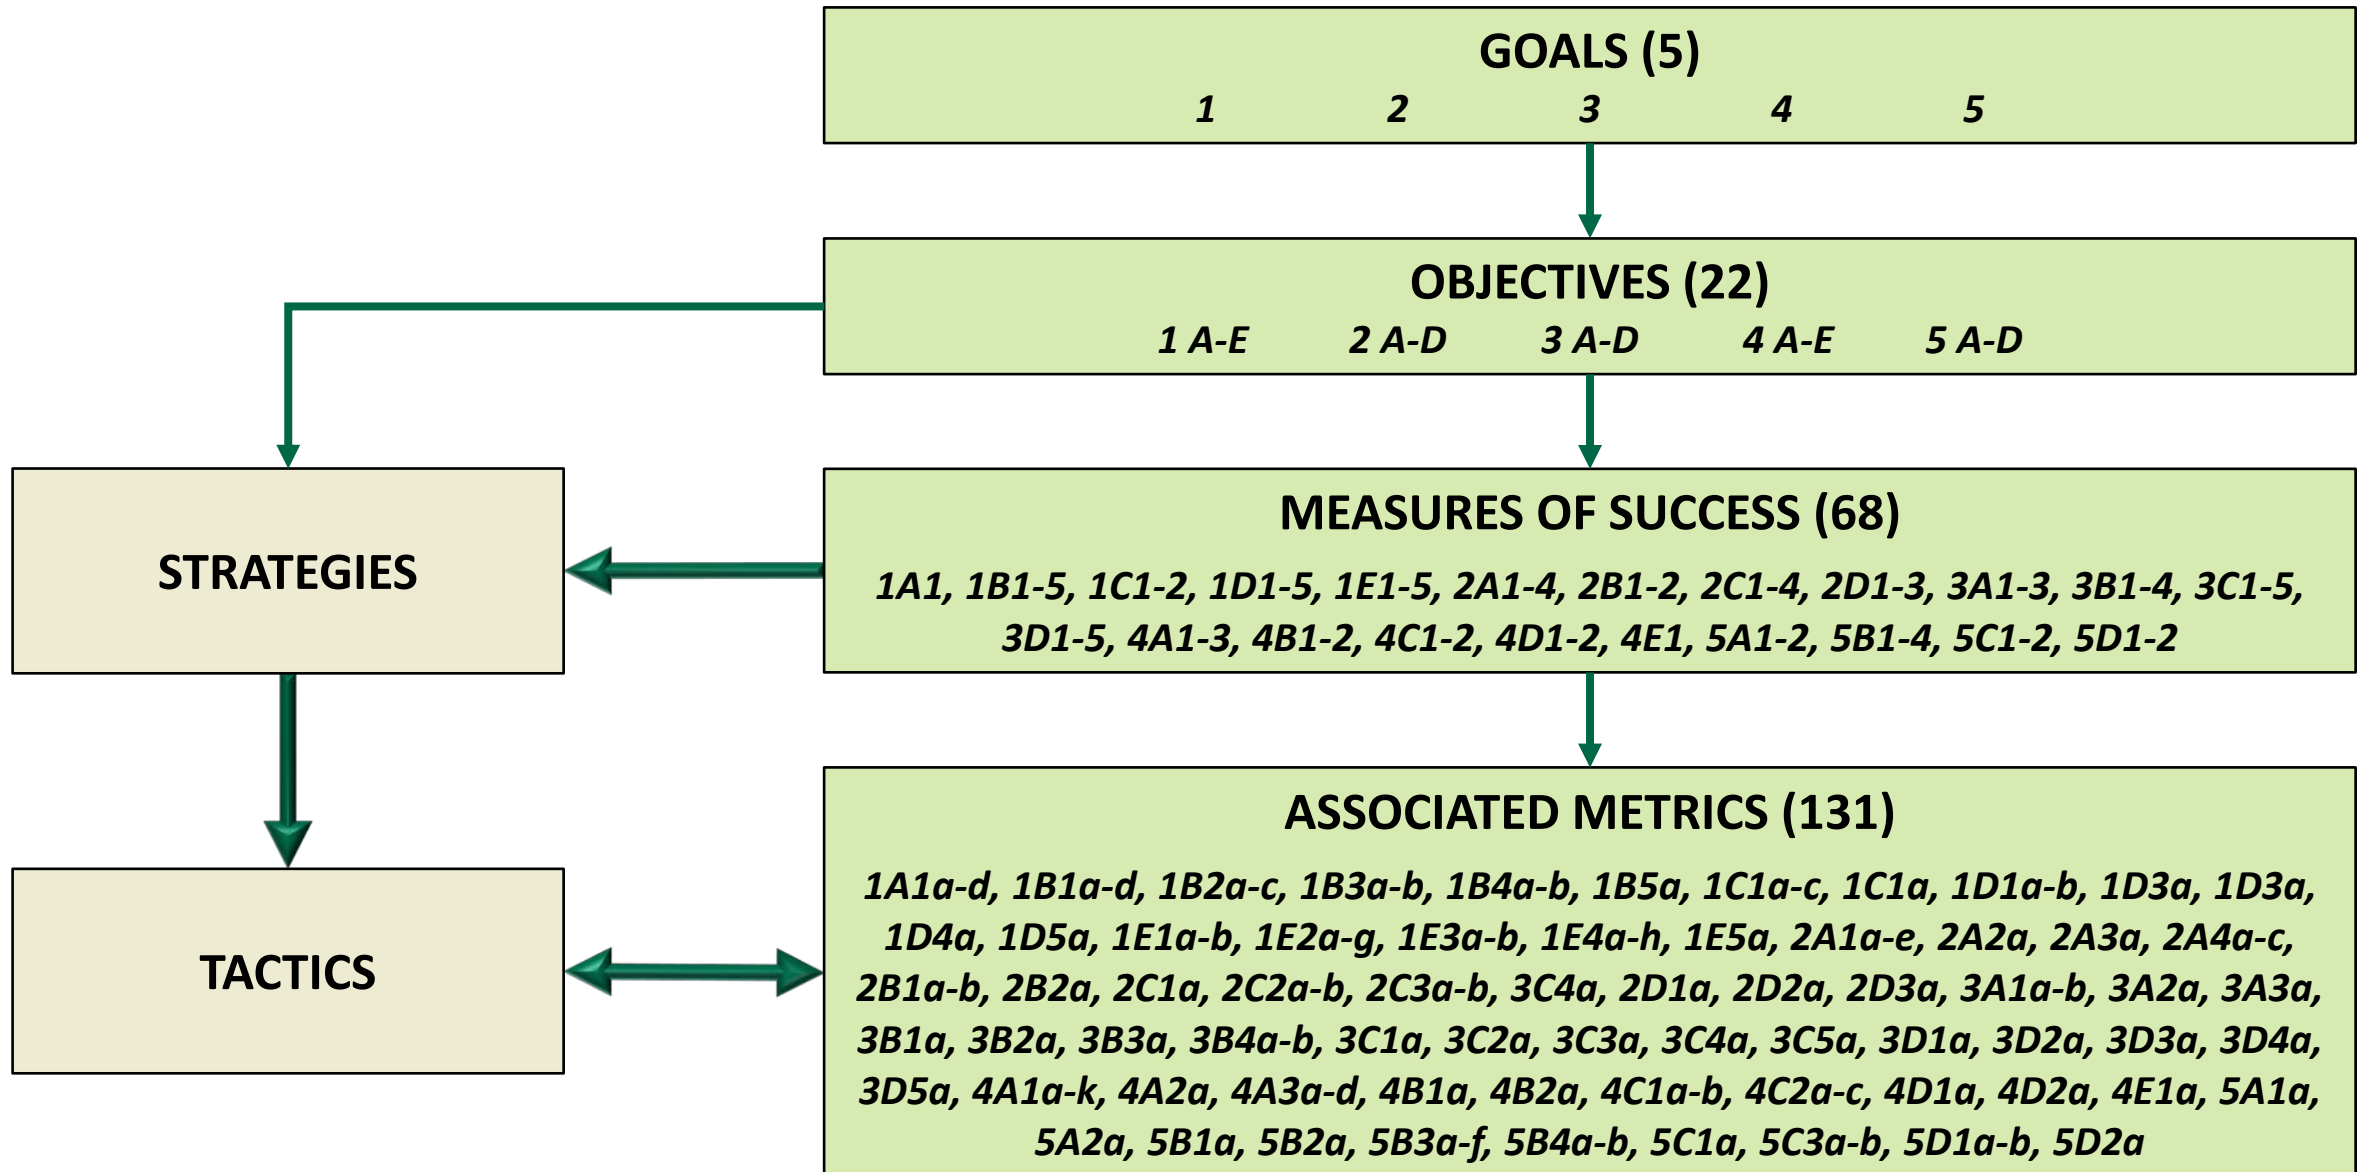 GOALS (5)
1 2 3 4 5
OBJECTIVES (22)
1 A-E 2 A-D 3 A-D 4 A-E 5 A-D
STRATEGIES
MEASURES OF SUCCESS (68)
1A1, 1B1-5, 1C1-2, 1D1-5, 1E1-5, 2A1-4, 2B1-2, 2C1-4, 2D1-3, 3A1-3, 3B1-4, 3C1-5,
3D1-5, 4A1-3, 4B1-2, 4C1-2, 4D1-2, 4E1, 5A1-2, 5B1-4, 5C1-2, 5D1-2
TACTICS
ASSOCIATED METRICS (131)
1A1a-d, 1B1a-d, 1B2a-c, 1B3a-b, 1B4a-b, 1B5a, 1C1a-c, 1C1a, 1D1a-b, 1D3a, 1D3a,
1D4a, 1D5a, 1E1a-b, 1E2a-g, 1E3a-b, 1E4a-h, 1E5a, 2A1a-e, 2A2a, 2A3a, 2A4a-c,
2B1a-b, 2B2a, 2C1a, 2C2a-b, 2C3a-b, 3C4a, 2D1a, 2D2a, 2D3a, 3A1a-b, 3A2a, 3A3a,
3B1a, 3B2a, 3B3a, 3B4a-b, 3C1a, 3C2a, 3C3a, 3C4a, 3C5a, 3D1a, 3D2a, 3D3a, 3D4a,
3D5a, 4A1a-k, 4A2a, 4A3a-d, 4B1a, 4B2a, 4C1a-b, 4C2a-c, 4D1a, 4D2a, 4E1a, 5A1a,
5A2a, 5B1a, 5B2a, 5B3a-f, 5B4a-b, 5C1a, 5C3a-b, 5D1a-b, 5D2a